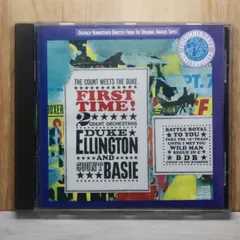 DIGITALLY REMASTERED DIRECTLY FROM THE ORIGINAL ANALOG TAPES
THE COUNT MEETS THE DUKE
FIRST
TIME!
2
GREAT ORCHESTRAS
DUKE
ELLINGTON
AND
COUNT
BASIE
BATTLE ROYAL
TO YOU
TAKE THE "A" TRAIN
UNTIL I MET YOU
WILD MAN
SEGUE IN C
BDB